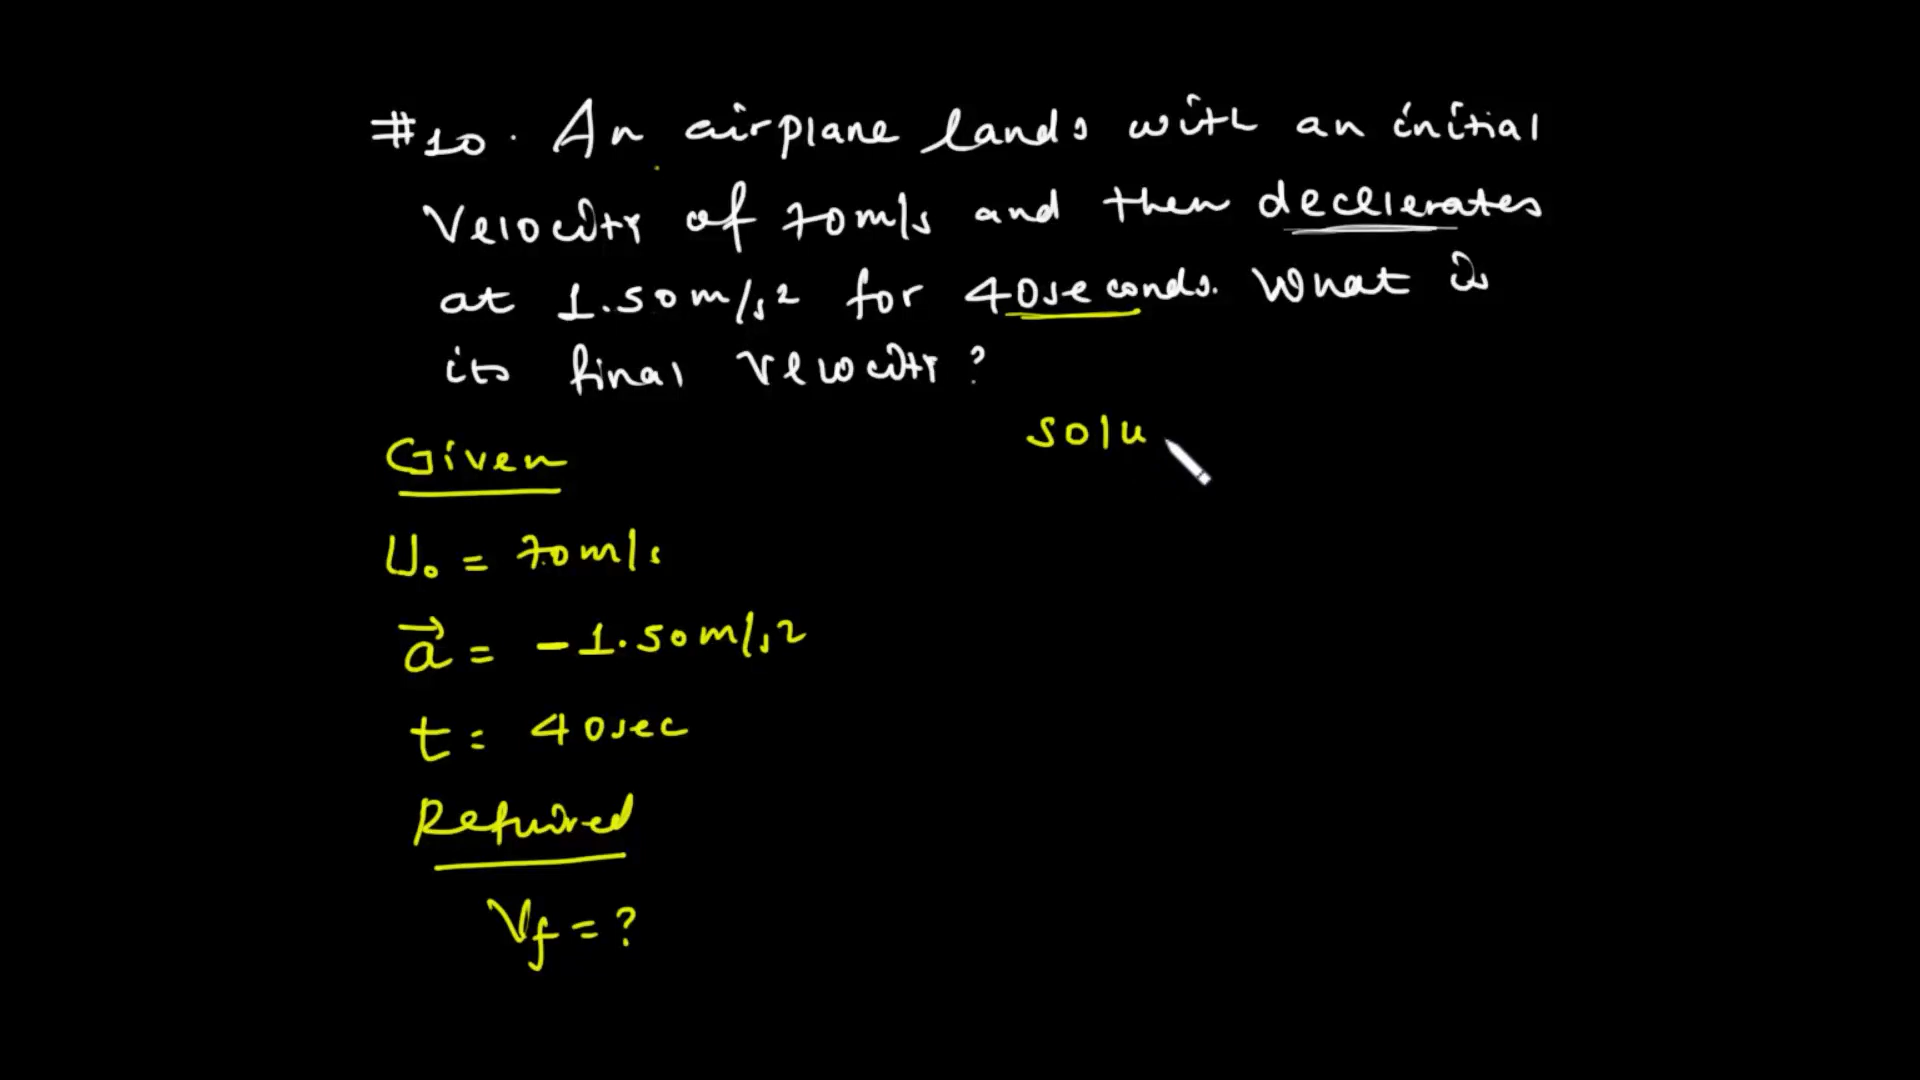 #10. An airplane lands with an initial
velocity of 70m/s and then decelerates
at 1.50m/s2 for 40seconds. What is
its final velocity?
solu
Given
U₀ = 70m/s
a⃗ = -1.50m/s2
t = 40sec
Required
Vf = ?